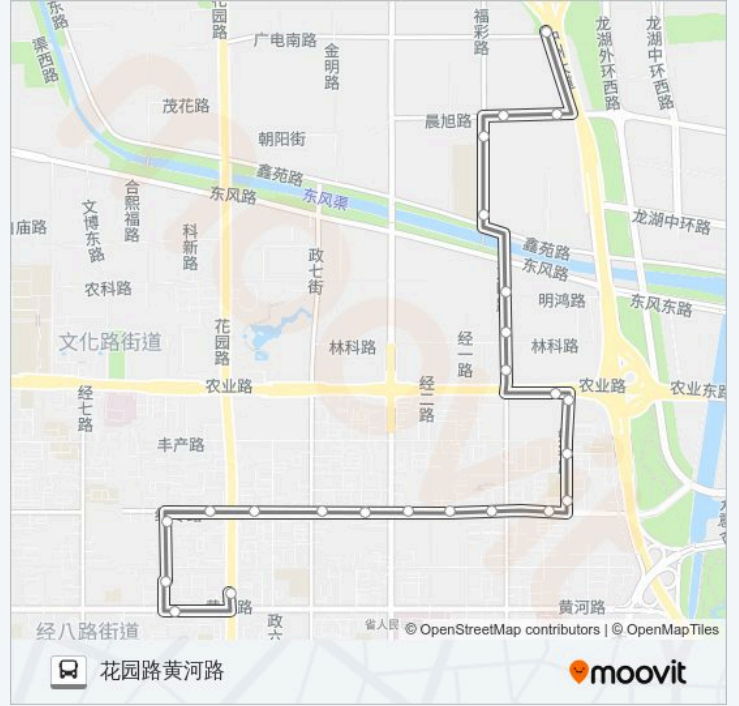 花园路
福彩路
东路
渠西路
广电南路
金明路
龙湖外环西路
龙湖中环西路
茂花路
晨旭路
朝阳街
鑫苑路
东风路
东风渠
合熙福路
文博东路
科新路
庙路
龙湖中环路
鑫苑路
东风路
政七街
农科路
明鸿路
东风东路
花园路
文化路街道
林科路
经一路
林科路
农业路
经二路
农业路
农业东路
经七路
丰产路
黄河路
路
政六
经八路街道
省人民
© OpenStreetMap contributors | © OpenMapTiles
花园路黄河路
moovit